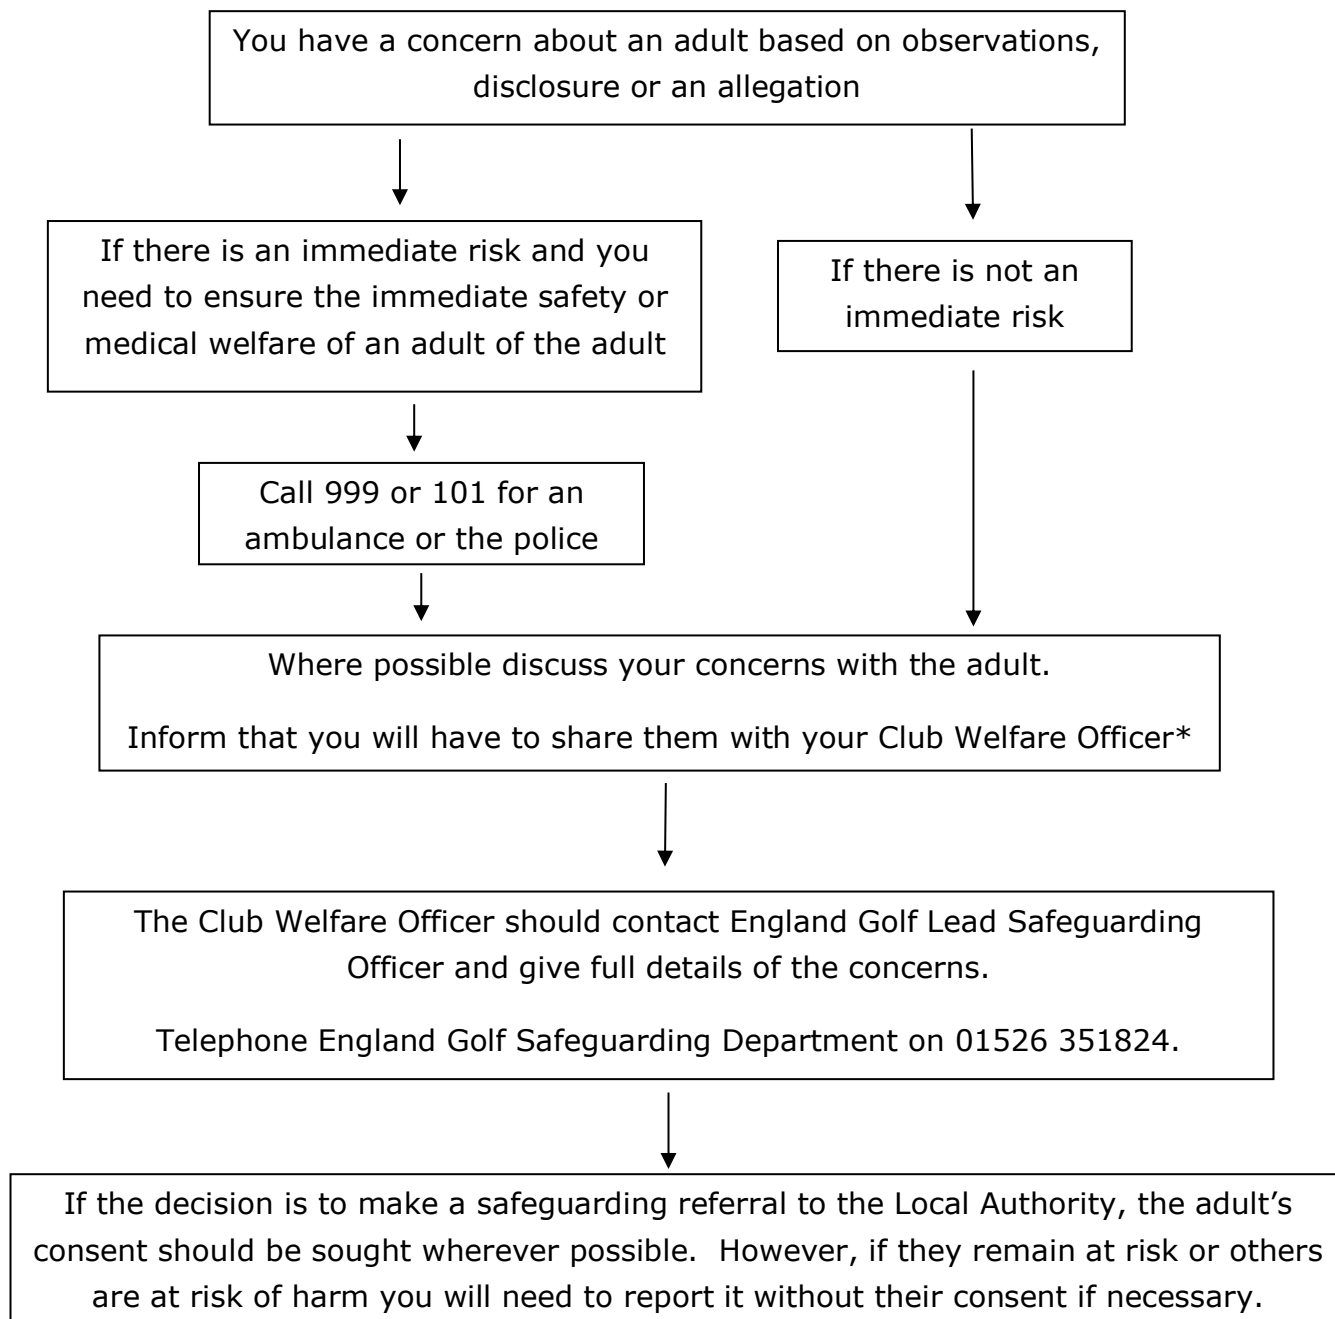 You have a concern about an adult based on observations,
disclosure or an allegation
If there is an immediate risk and you
need to ensure the immediate safety or
medical welfare of an adult of the adult
If there is not an
immediate risk
Call 999 or 101 for an
ambulance or the police
Where possible discuss your concerns with the adult.
Inform that you will have to share them with your Club Welfare Officer*
The Club Welfare Officer should contact England Golf Lead Safeguarding
Officer and give full details of the concerns.
Telephone England Golf Safeguarding Department on 01526 351824.
If the decision is to make a safeguarding referral to the Local Authority, the adult’s
consent should be sought wherever possible.  However, if they remain at risk or others
are at risk of harm you will need to report it without their consent if necessary.